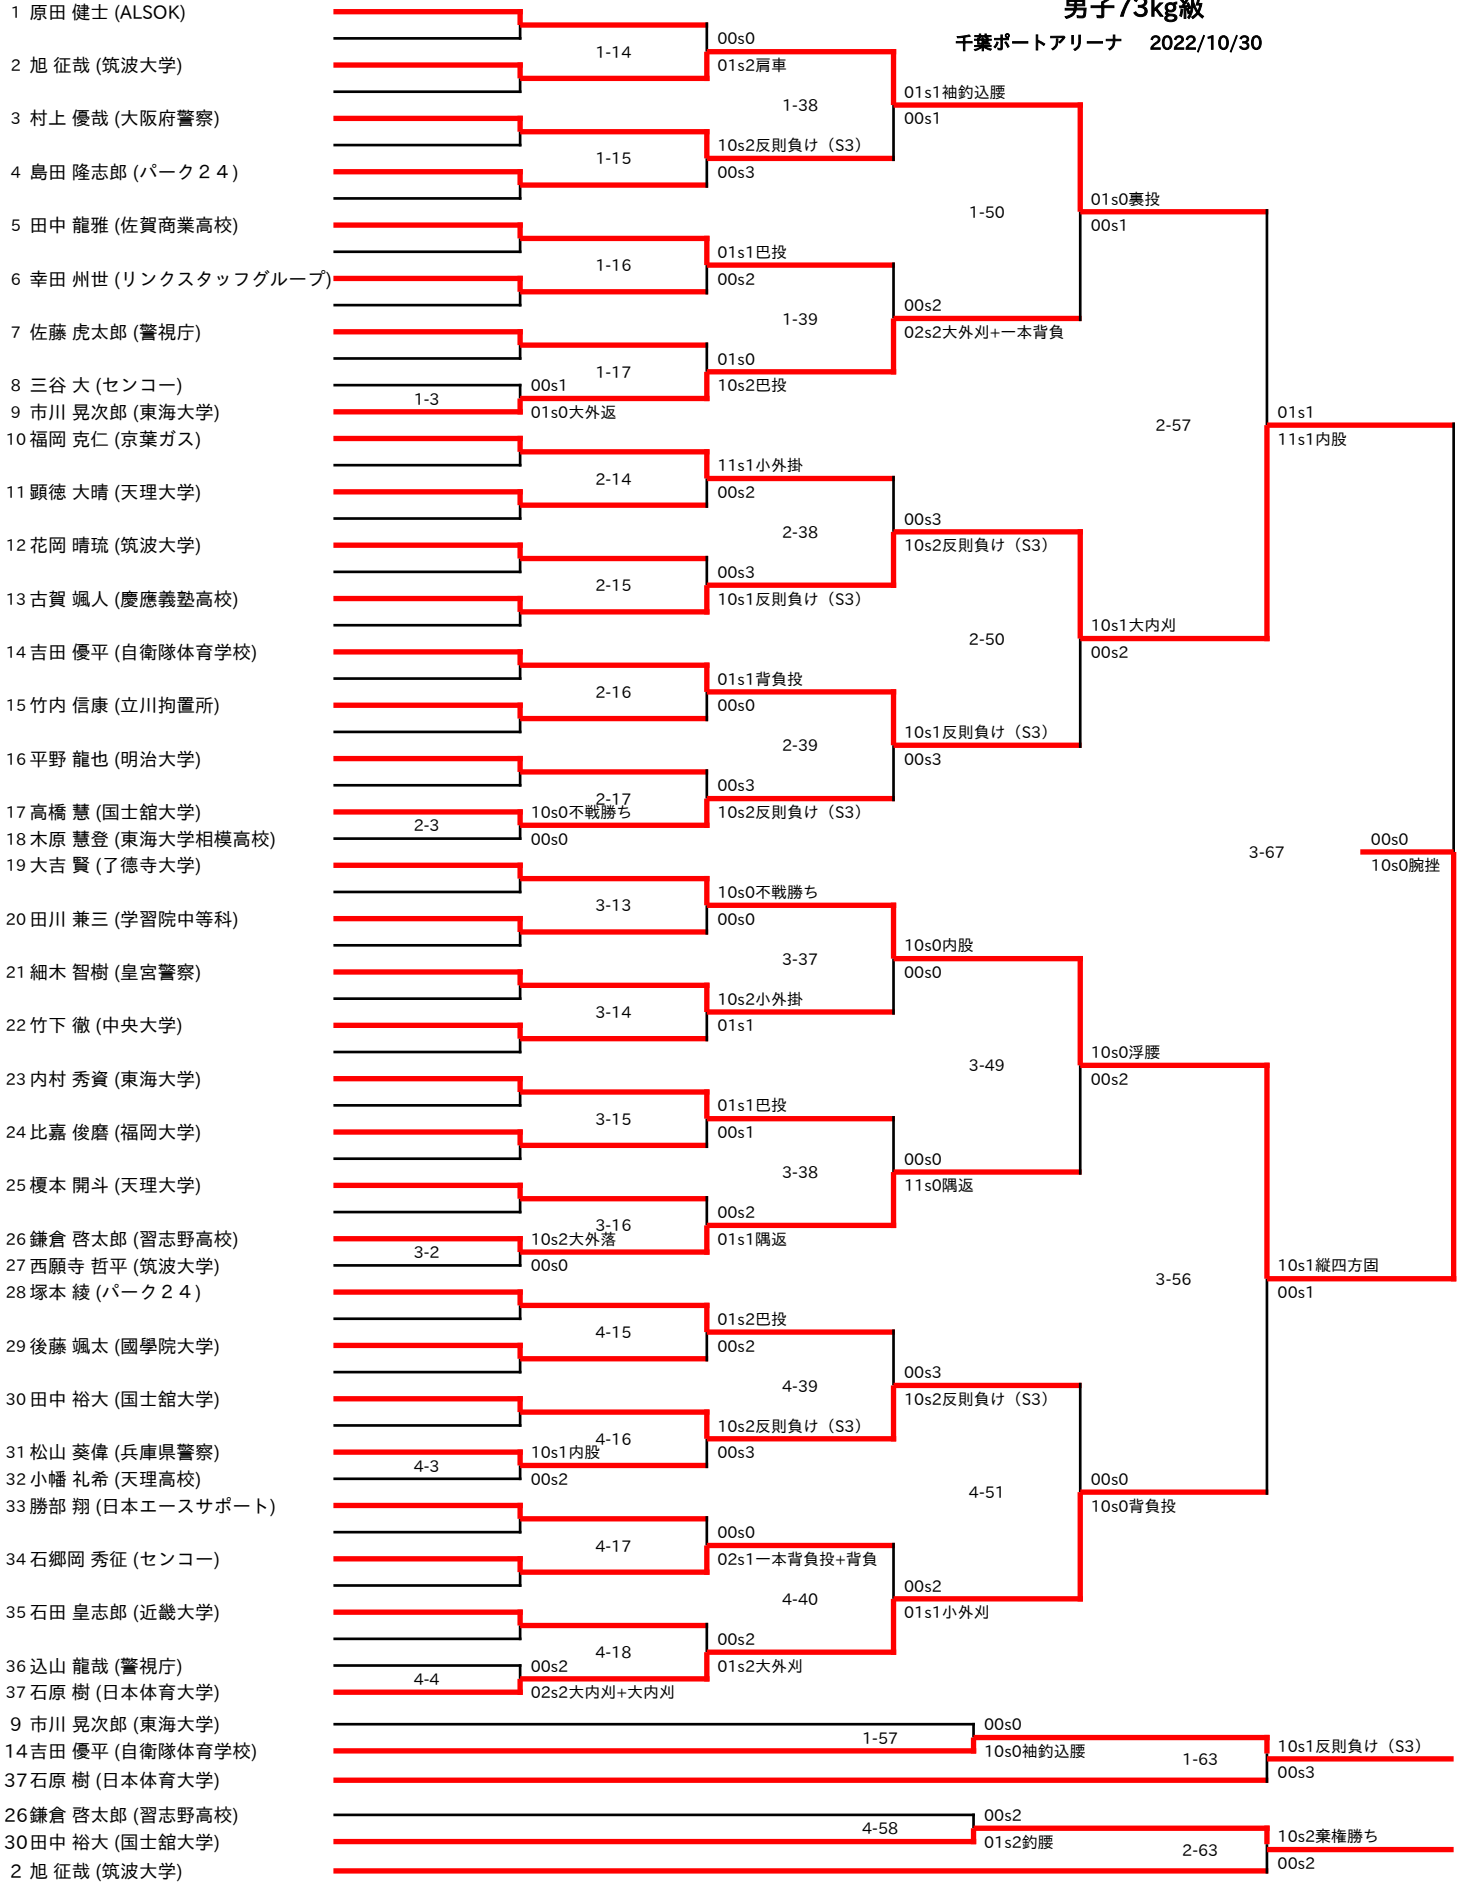 男子73kg級
千葉ポートアリーナ 2022/10/30
1 原田 健士 (ALSOK)
2 旭 征哉 (筑波大学)
3 村上 優哉 (大阪府警察)
4 島田 隆志郎 (パーク２４)
5 田中 龍雅 (佐賀商業高校)
6 幸田 州世 (リンクスタッフグループ)
7 佐藤 虎太郎 (警視庁)
8 三谷 大 (センコー)
9 市川 晃次郎 (東海大学)
10 福岡 克仁 (京葉ガス)
11 顕徳 大晴 (天理大学)
12 花岡 晴琉 (筑波大学)
13 古賀 颯人 (慶應義塾高校)
14 吉田 優平 (自衛隊体育学校)
15 竹内 信康 (立川拘置所)
16 平野 龍也 (明治大学)
17 高橋 慧 (国士舘大学)
18 木原 慧登 (東海大学相模高校)
19 大吉 賢 (了德寺大学)
20 田川 兼三 (学習院中等科)
21 細木 智樹 (皇宮警察)
22 竹下 徹 (中央大学)
23 内村 秀資 (東海大学)
24 比嘉 俊磨 (福岡大学)
25 榎本 開斗 (天理大学)
26 鎌倉 啓太郎 (習志野高校)
27 西願寺 哲平 (筑波大学)
28 塚本 綾 (パーク２４)
29 後藤 颯太 (國學院大学)
30 田中 裕大 (国士舘大学)
31 松山 葵偉 (兵庫県警察)
32 小幡 礼希 (天理高校)
33 勝部 翔 (日本エースサポート)
34 石郷岡 秀征 (センコー)
35 石田 皇志郎 (近畿大学)
36 込山 龍哉 (警視庁)
37 石原 樹 (日本体育大学)
1-3
00s1
01s0大外返
2-3
10s0不戦勝ち
00s0
3-2
10s2大外落
00s0
4-3
10s1内股
00s2
4-4
00s2
02s2大内刈+大内刈
1-14
00s0
01s2肩車
1-15
10s2反則負け（S3）
00s3
1-16
01s1巴投
00s2
1-17
01s0
10s2巴投
2-14
11s1小外掛
00s2
2-15
00s3
10s1反則負け（S3）
2-16
01s1背負投
00s0
2-17
00s3
10s2反則負け（S3）
3-13
10s0不戦勝ち
00s0
3-14
10s2小外掛
01s1
3-15
01s1巴投
00s1
3-16
00s2
01s1隅返
4-15
01s2巴投
00s2
4-16
10s2反則負け（S3）
00s3
4-17
00s0
02s1一本背負投+背負
4-18
00s2
01s2大外刈
1-38
01s1袖釣込腰
00s1
1-39
00s2
02s2大外刈+一本背負
2-38
00s3
10s2反則負け（S3）
2-39
10s1反則負け（S3）
00s3
3-37
10s0内股
00s0
3-38
00s0
11s0隅返
4-39
00s3
10s2反則負け（S3）
4-40
00s2
01s1小外刈
1-50
01s0裏投
00s1
2-50
10s1大内刈
00s2
3-49
10s0浮腰
00s2
4-51
00s0
10s0背負投
2-57
01s1
11s1内股
3-56
10s1縦四方固
00s1
3-67
00s0
10s0腕挫
9 市川 晃次郎 (東海大学)
14 吉田 優平 (自衛隊体育学校)
37 石原 樹 (日本体育大学)
1-57
00s0
10s0袖釣込腰
1-63
10s1反則負け（S3）
00s3
26 鎌倉 啓太郎 (習志野高校)
30 田中 裕大 (国士舘大学)
2 旭 征哉 (筑波大学)
4-58
00s2
01s2釣腰
2-63
10s2棄権勝ち
00s2